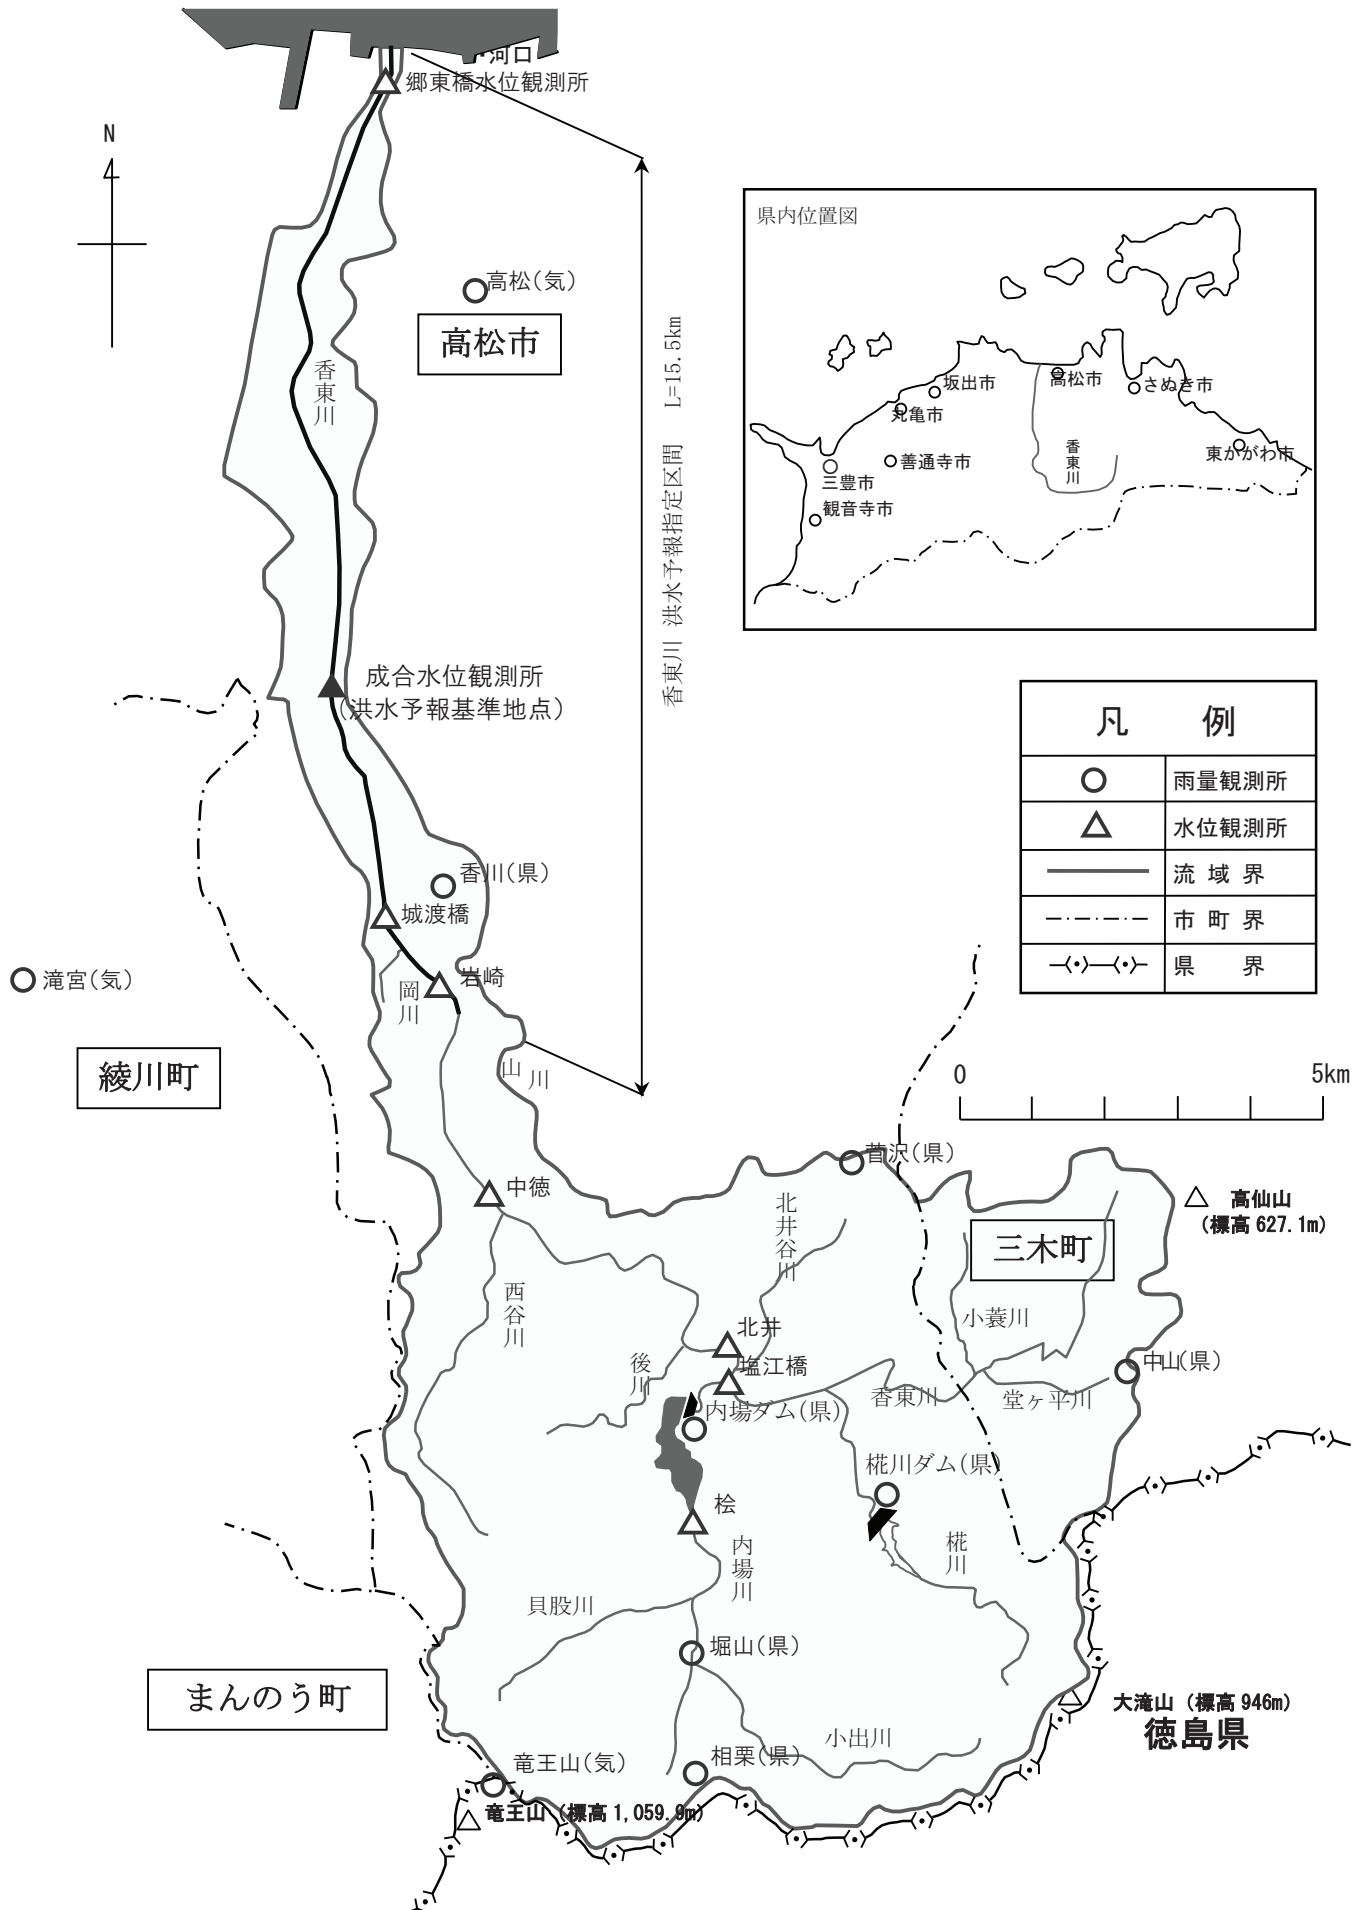 河口
郷東橋水位観測所
N
高松(気)
高松市
香東川
香東川 洪水予報指定区間 L=15.5km
県内位置図
坂出市
高松市
さぬき市
丸亀市
香東川
東かがわ市
善通寺市
三豊市
観音寺市
成合水位観測所
(洪水予報基準地点)
凡 例
雨量観測所
水位観測所
流 域 界
市 町 界
県 界
香川(県)
城渡橋
滝宮(気)
岩崎
岡川
綾川町
山川
0
5km
菅沢(県)
中徳
高仙山
(標高 627.1m)
北井谷川
三木町
西谷川
小蓑川
北井
後川
塩江橋
中山(県)
香東川
堂ヶ平川
内場ダム(県)
椛川ダム(県)
桧
内場川
椛川
貝股川
堀山(県)
まんのう町
大滝山 (標高 946m)
徳島県
小出川
竜王山(気)
相栗(県)
竜王山 (標高 1,059.9m)